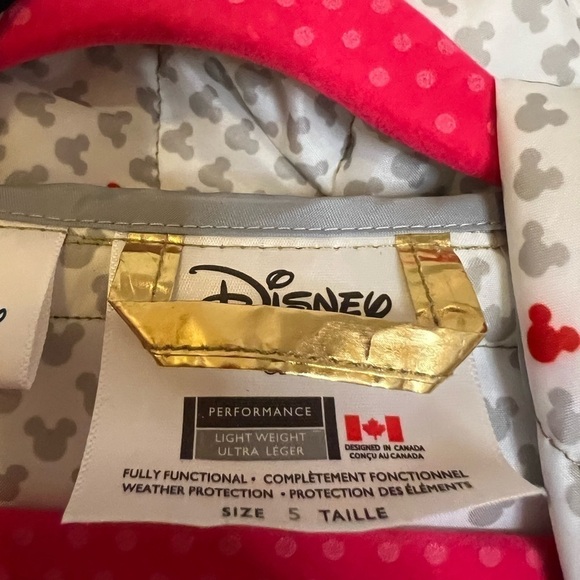 Disney
PERFORMANCE
LIGHT WEIGHT
ULTRA LÉGER
DESIGNED IN CANADA
CONÇU AU CANADA
FULLY FUNCTIONAL • COMPLÈTEMENT FONCTIONNEL
WEATHER PROTECTION • PROTECTION DES ÉLÉMENTS
SIZE 5 TAILLE